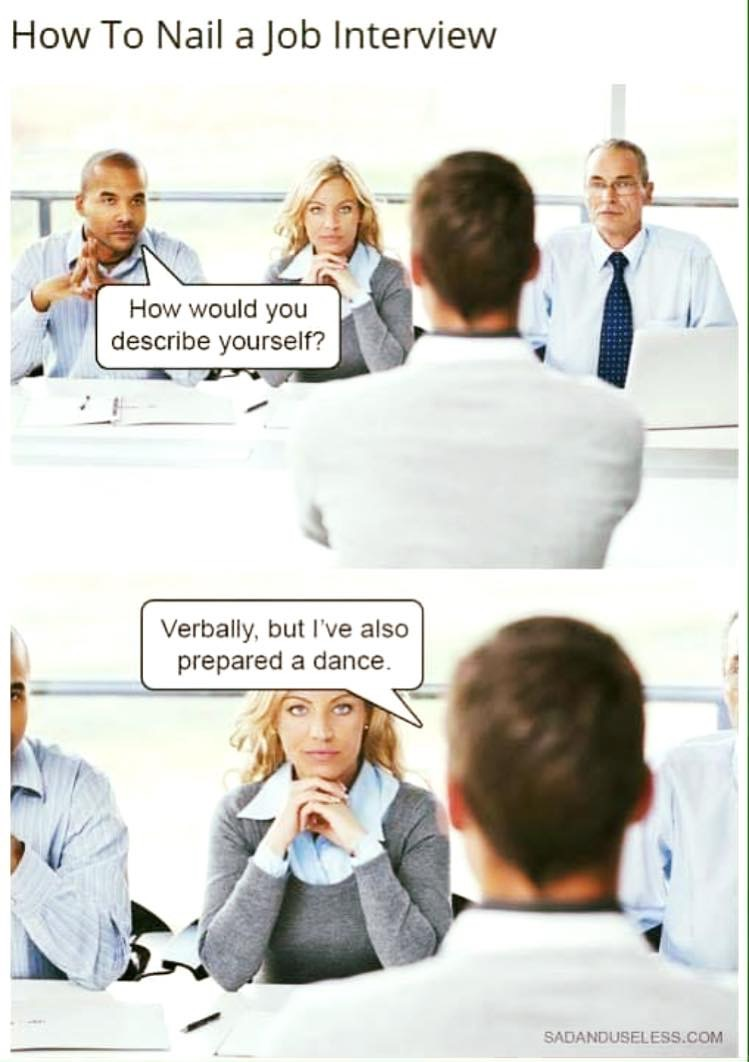 How To Nail a Job Interview
How would you
describe yourself?
Verbally, but I've also
prepared a dance.
SADANDUSELESS.COM